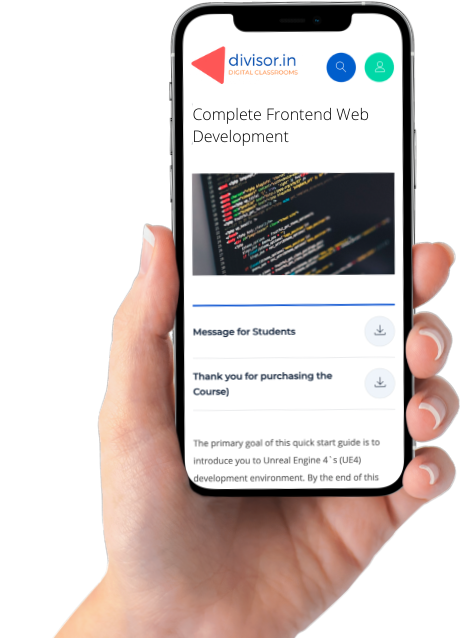 divisor.in
DIGITAL CLASSROOMS
Complete Frontend Web
Development
Message for Students
Thank you for purchasing the
Course)
The primary goal of this quick start guide is to
introduce you to Unreal Engine 4`s (UE4)
development environment. By the end of this